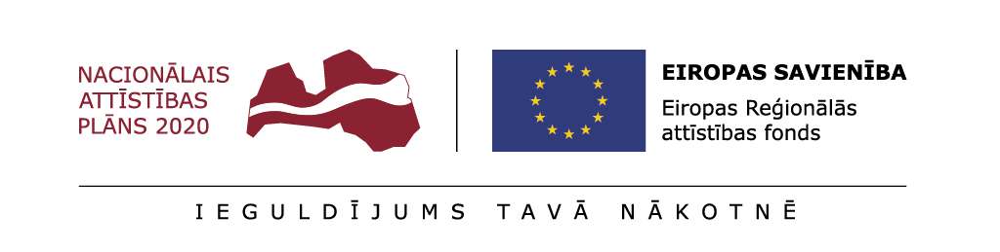 NACIONĀLAIS
ATTĪSTĪBAS
PLĀNS 2020
EIROPAS SAVIENĪBA
Eiropas Reģionālās
attīstības fonds
IEGULDĪJUMS TAVĀ NĀKOTNĒ